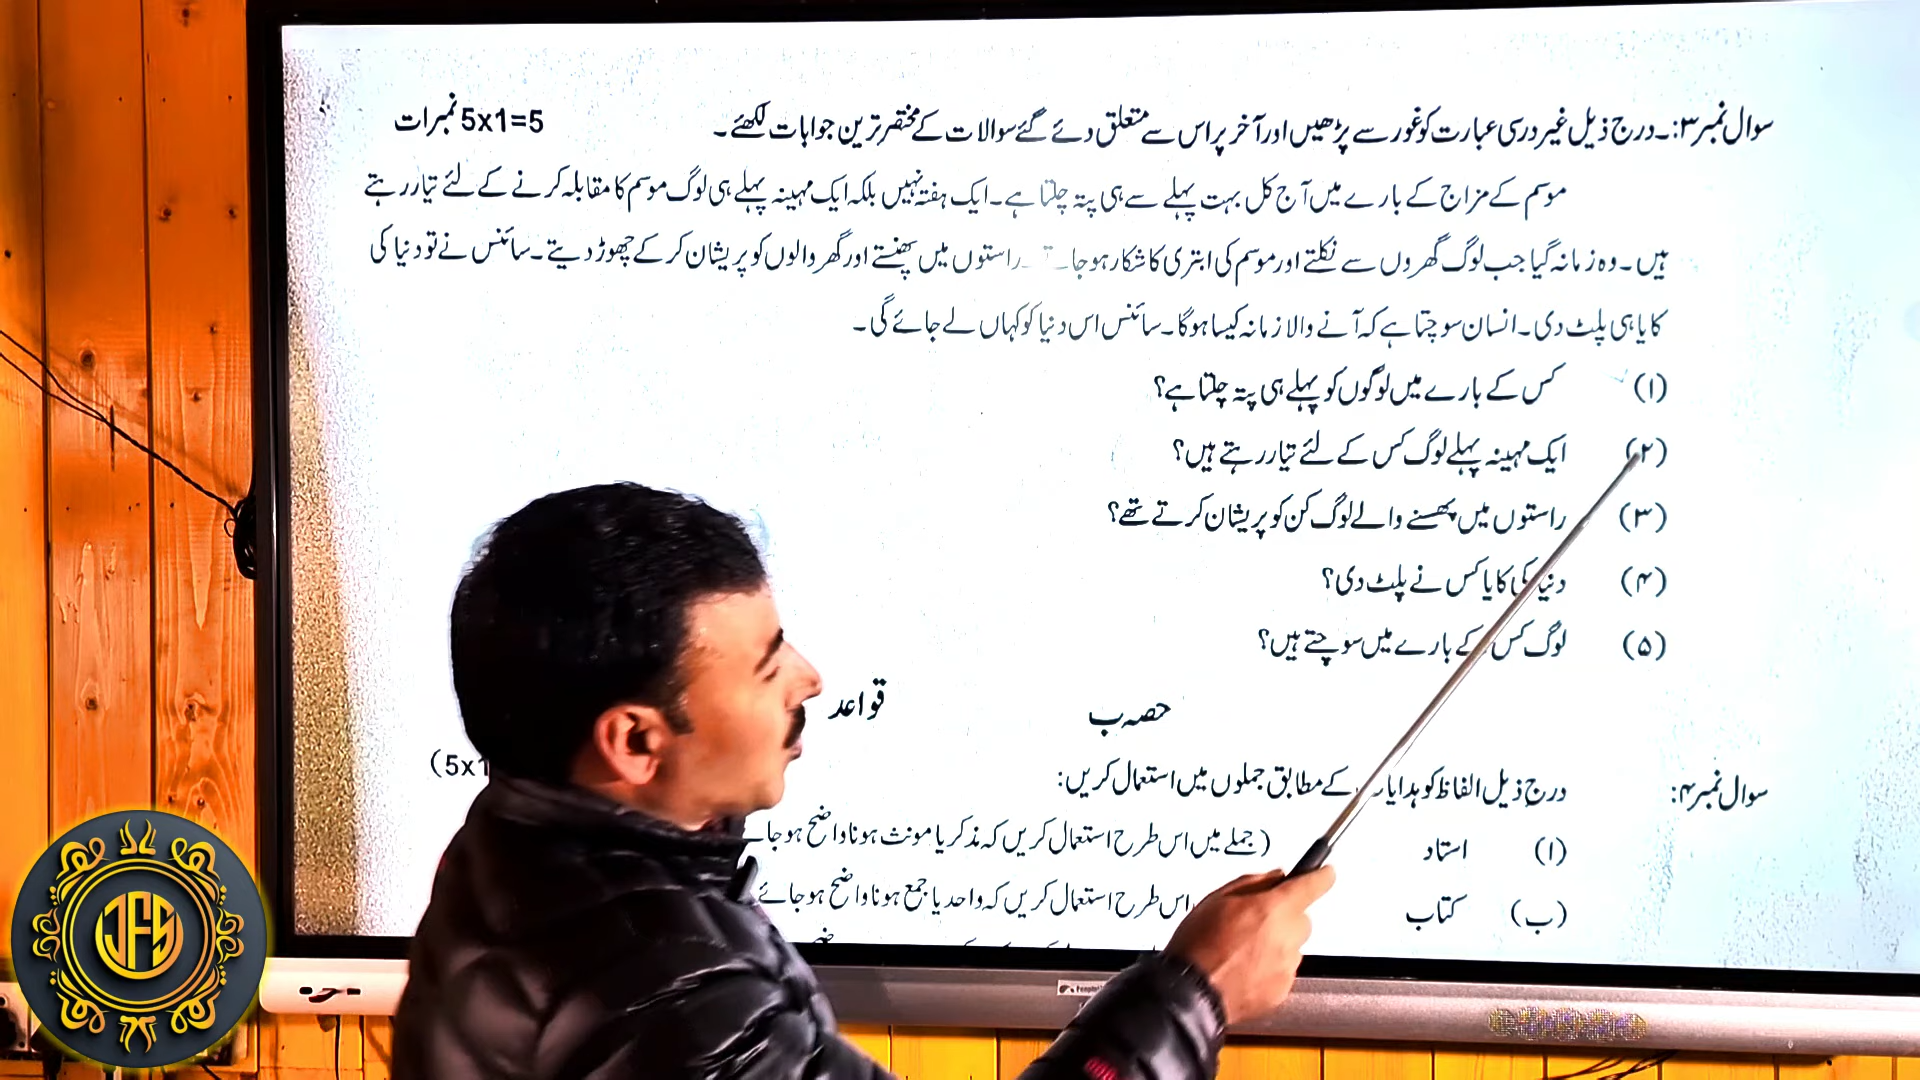 سوال نمبر ۳:۔ درج ذیل غیر درسی عبارت کو غور سے پڑھیں اور آخر پر اس سے متعلق دئے گئے سوالات کے مختصر ترین جوابات لکھئے۔ 5x1=5 نمبرات
موسم کے مزاج کے بارے میں آج کل بہت پہلے سے ہی پتہ چلتا ہے۔ ایک ہفتہ نہیں بلکہ ایک مہینہ پہلے ہی لوگ موسم کا مقابلہ کرنے کے لئے تیار رہتے
ہیں۔ وہ زمانہ گیا جب لوگ گھروں سے نکلتے اور موسم کی ابتری کا شکار ہو جاتے۔ راستوں میں پھنستے اور گھر والوں کو پریشان کر کے چھوڑ دیتے۔ سائنس نے تو دنیا کی
کایا ہی پلٹ دی۔ انسان سوچتا ہے کہ آنے والا زمانہ کیسا ہوگا۔ سائنس اس دنیا کو کہاں لے جائے گی۔
(۱) کس کے بارے میں لوگوں کو پہلے ہی پتہ چلتا ہے؟
(۲) ایک مہینہ پہلے لوگ کس کے لئے تیار رہتے ہیں؟
(۳) راستوں میں پھسنے والے لوگ کن کو پریشان کرتے تھے؟
(۴) دنیا کی کایا کس نے پلٹ دی؟
(۵) لوگ کس کے بارے میں سوچتے ہیں؟
حصہ ب قواعد
سوال نمبر ۴: درج ذیل الفاظ کو ہدایات کے مطابق جملوں میں استعمال کریں: (5x1
(ا) استاد (جملے میں اس طرح استعمال کریں کہ مذکر یا مونث ہونا واضح ہو جا
(ب) کتاب اس طرح استعمال کریں کہ واحد یا جمع ہونا واضح ہو جائے
JFS